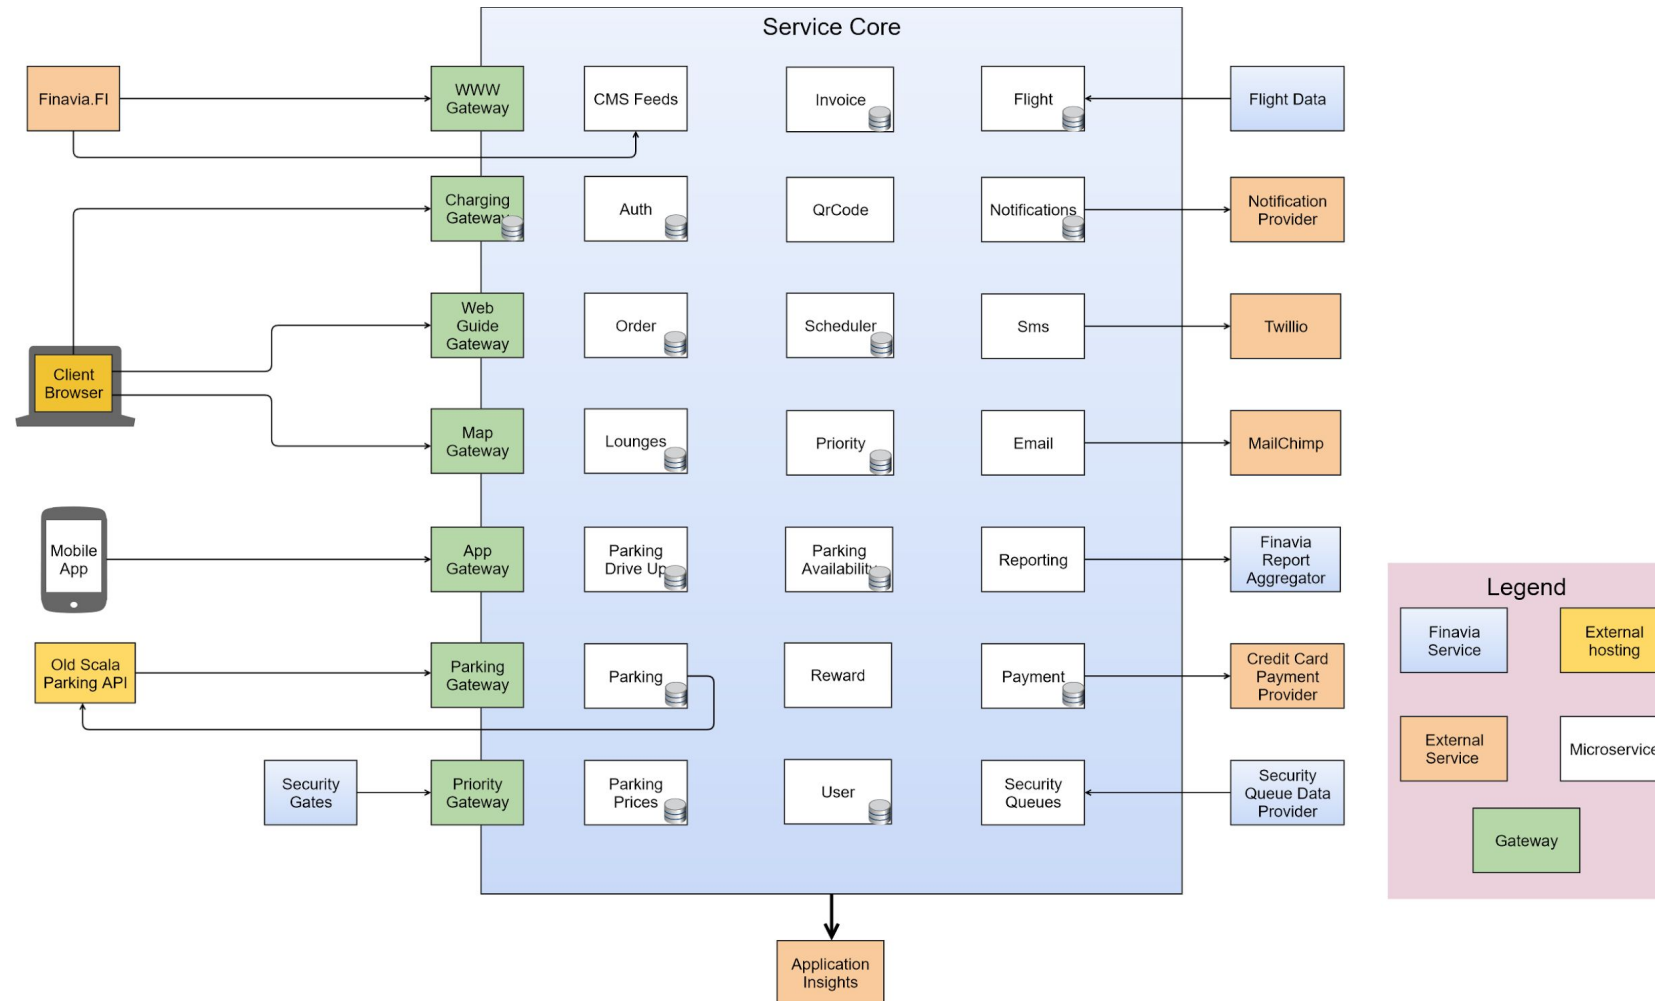 Service Core
Finavia.FI
WWW
Gateway
CMS Feeds
Invoice
Flight
Flight Data
Charging
Gateway
Auth
QrCode
Notifications
Notification
Provider
Web
Guide
Gateway
Order
Scheduler
Sms
Twillio
Client
Browser
Map
Gateway
Lounges
Priority
Email
MailChimp
Mobile
App
App
Gateway
Parking
Drive Up
Parking
Availability
Reporting
Finavia
Report
Aggregator
Old Scala
Parking API
Parking
Gateway
Parking
Reward
Payment
Credit Card
Payment
Provider
Security
Gates
Priority
Gateway
Parking
Prices
User
Security
Queues
Security
Queue Data
Provider
Application
Insights
Legend
Finavia
Service
External
hosting
External
Service
Microservice
Gateway